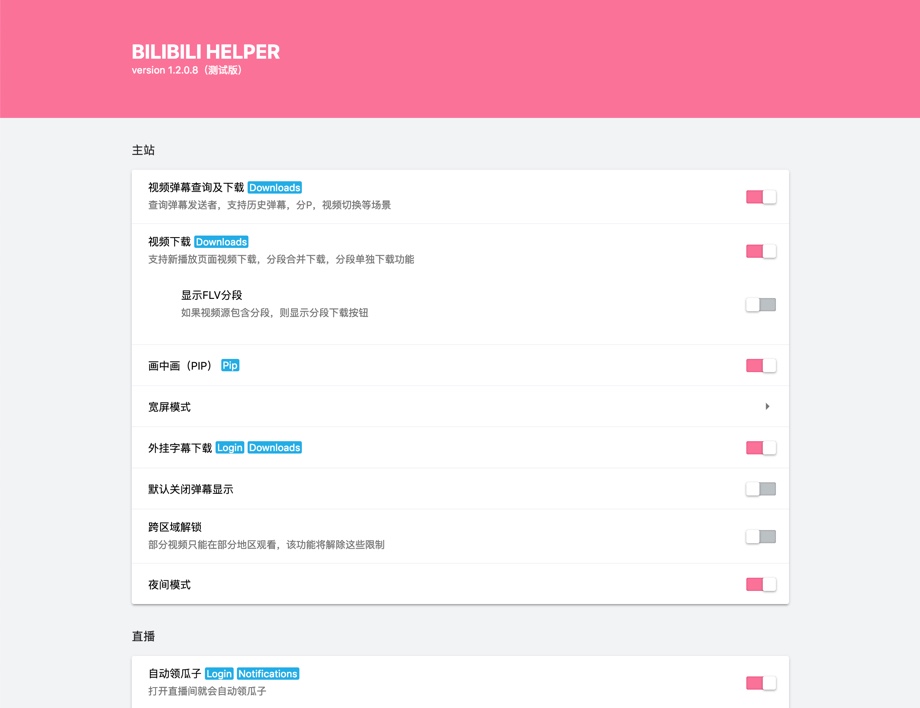 BILIBILI HELPER
version 1.2.0.8（测试版）
主站
视频弹幕查询及下载 Downloads
查询弹幕发送者，支持历史弹幕，分P，视频切换等场景
视频下载 Downloads
支持新播放页面视频下载，分段合并下载，分段单独下载功能
显示FLV分段
如果视频源包含分段，则显示分段下载按钮
画中画（PIP） Pip
宽屏模式
外挂字幕下载 Login Downloads
默认关闭弹幕显示
跨区域解锁
部分视频只能在部分地区观看，该功能将解除这些限制
夜间模式
直播
自动领瓜子 Login Notifications
打开直播间就会自动领瓜子